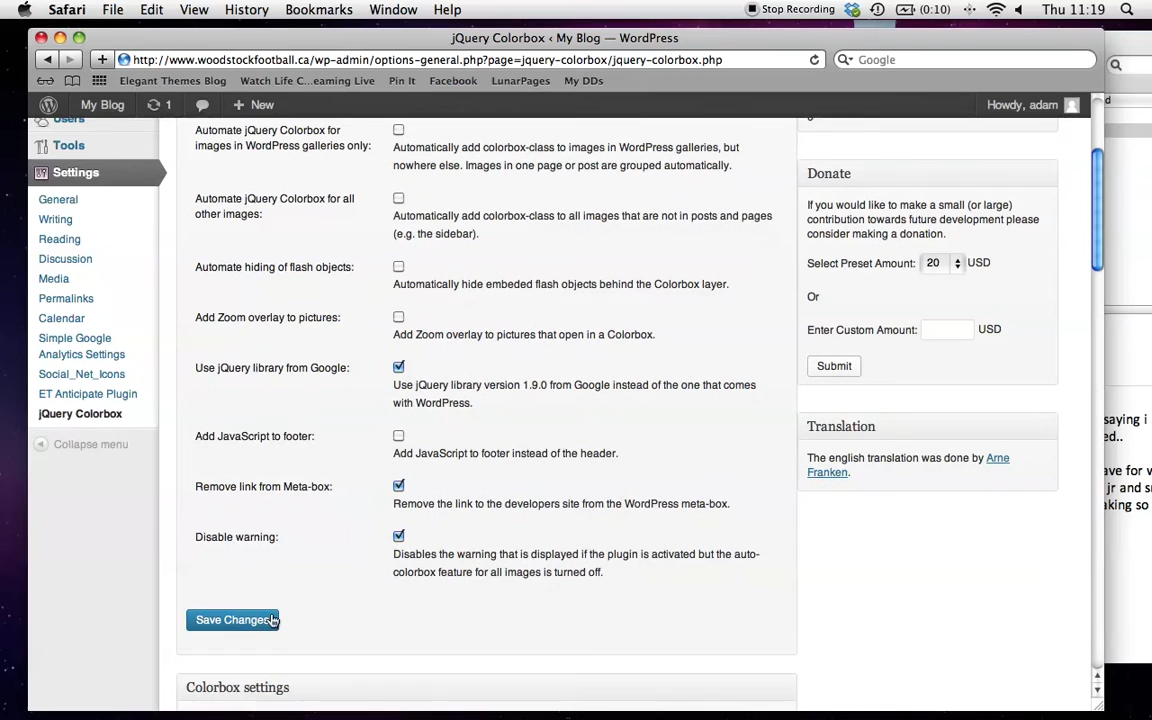 Safari File Edit View History Bookmarks Window Help Stop Recording (0:10) Thu 11:19
jQuery Colorbox ‹ My Blog — WordPress
http://www.woodstockfootball.ca/wp-admin/options-general.php?page=jquery-colorbox/jquery-colorbox.php
Google
Elegant Themes Blog Watch Life C...eaming Live Pin It Facebook LunarPages My DDs
My Blog 1 New Howdy, adam
Users
Tools
Settings
General
Writing
Reading
Discussion
Media
Permalinks
Calendar
Simple Google
Analytics Settings
Social_Net_Icons
ET Anticipate Plugin
jQuery Colorbox
Collapse menu
Automate jQuery Colorbox for
images in WordPress galleries only:
Automatically add colorbox-class to images in WordPress galleries, but
nowhere else. Images in one page or post are grouped automatically.
Automate jQuery Colorbox for all
other images:
Automatically add colorbox-class to all images that are not in posts and pages
(e.g. the sidebar).
Automate hiding of flash objects:
Automatically hide embeded flash objects behind the Colorbox layer.
Add Zoom overlay to pictures:
Add Zoom overlay to pictures that open in a Colorbox.
Use jQuery library from Google:
Use jQuery library version 1.9.0 from Google instead of the one that comes
with WordPress.
Add JavaScript to footer:
Add JavaScript to footer instead of the header.
Remove link from Meta-box:
Remove the link to the developers site from the WordPress meta-box.
Disable warning:
Disables the warning that is displayed if the plugin is activated but the auto-
colorbox feature for all images is turned off.
Save Changes
Colorbox settings
Donate
If you would like to make a small (or large)
contribution towards future development please
consider making a donation.
Select Preset Amount: 20 USD
Or
Enter Custom Amount: USD
Submit
Translation
The english translation was done by Arne
Franken.
saying i
ed..
ave for w
jr and s
king so